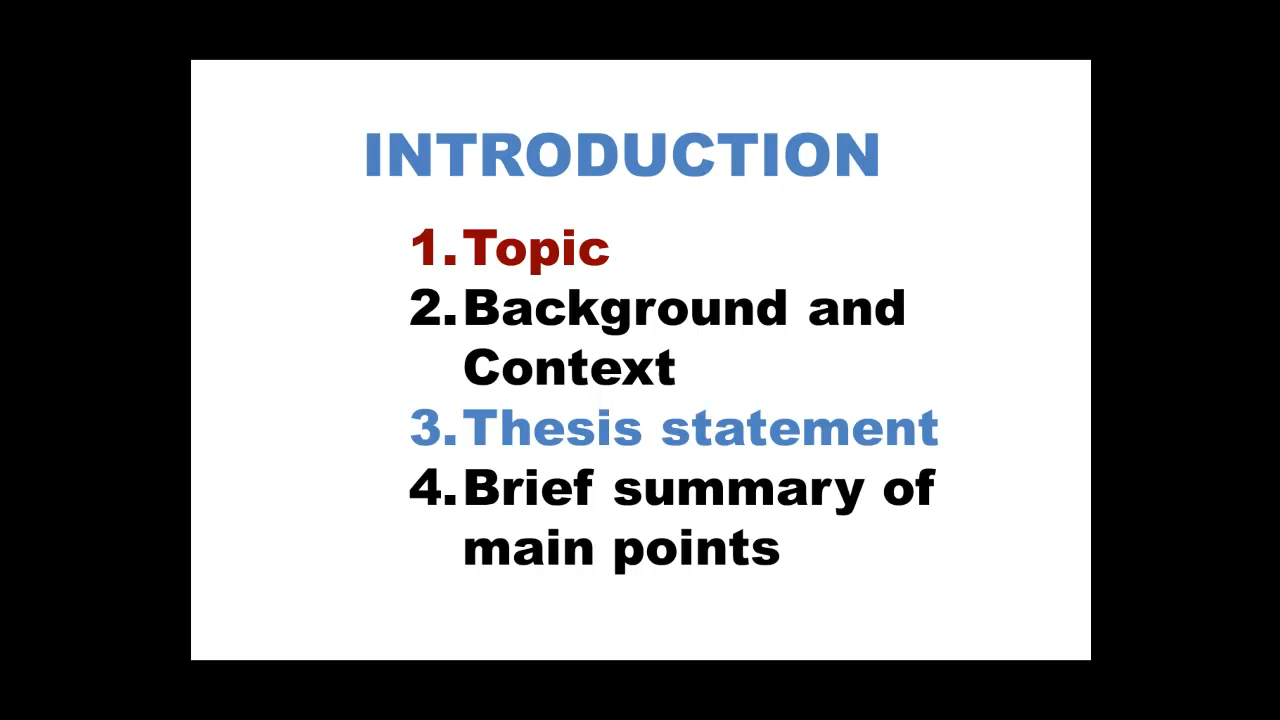 INTRODUCTION
1. Topic
2. Background and
Context
3. Thesis statement
4. Brief summary of
main points